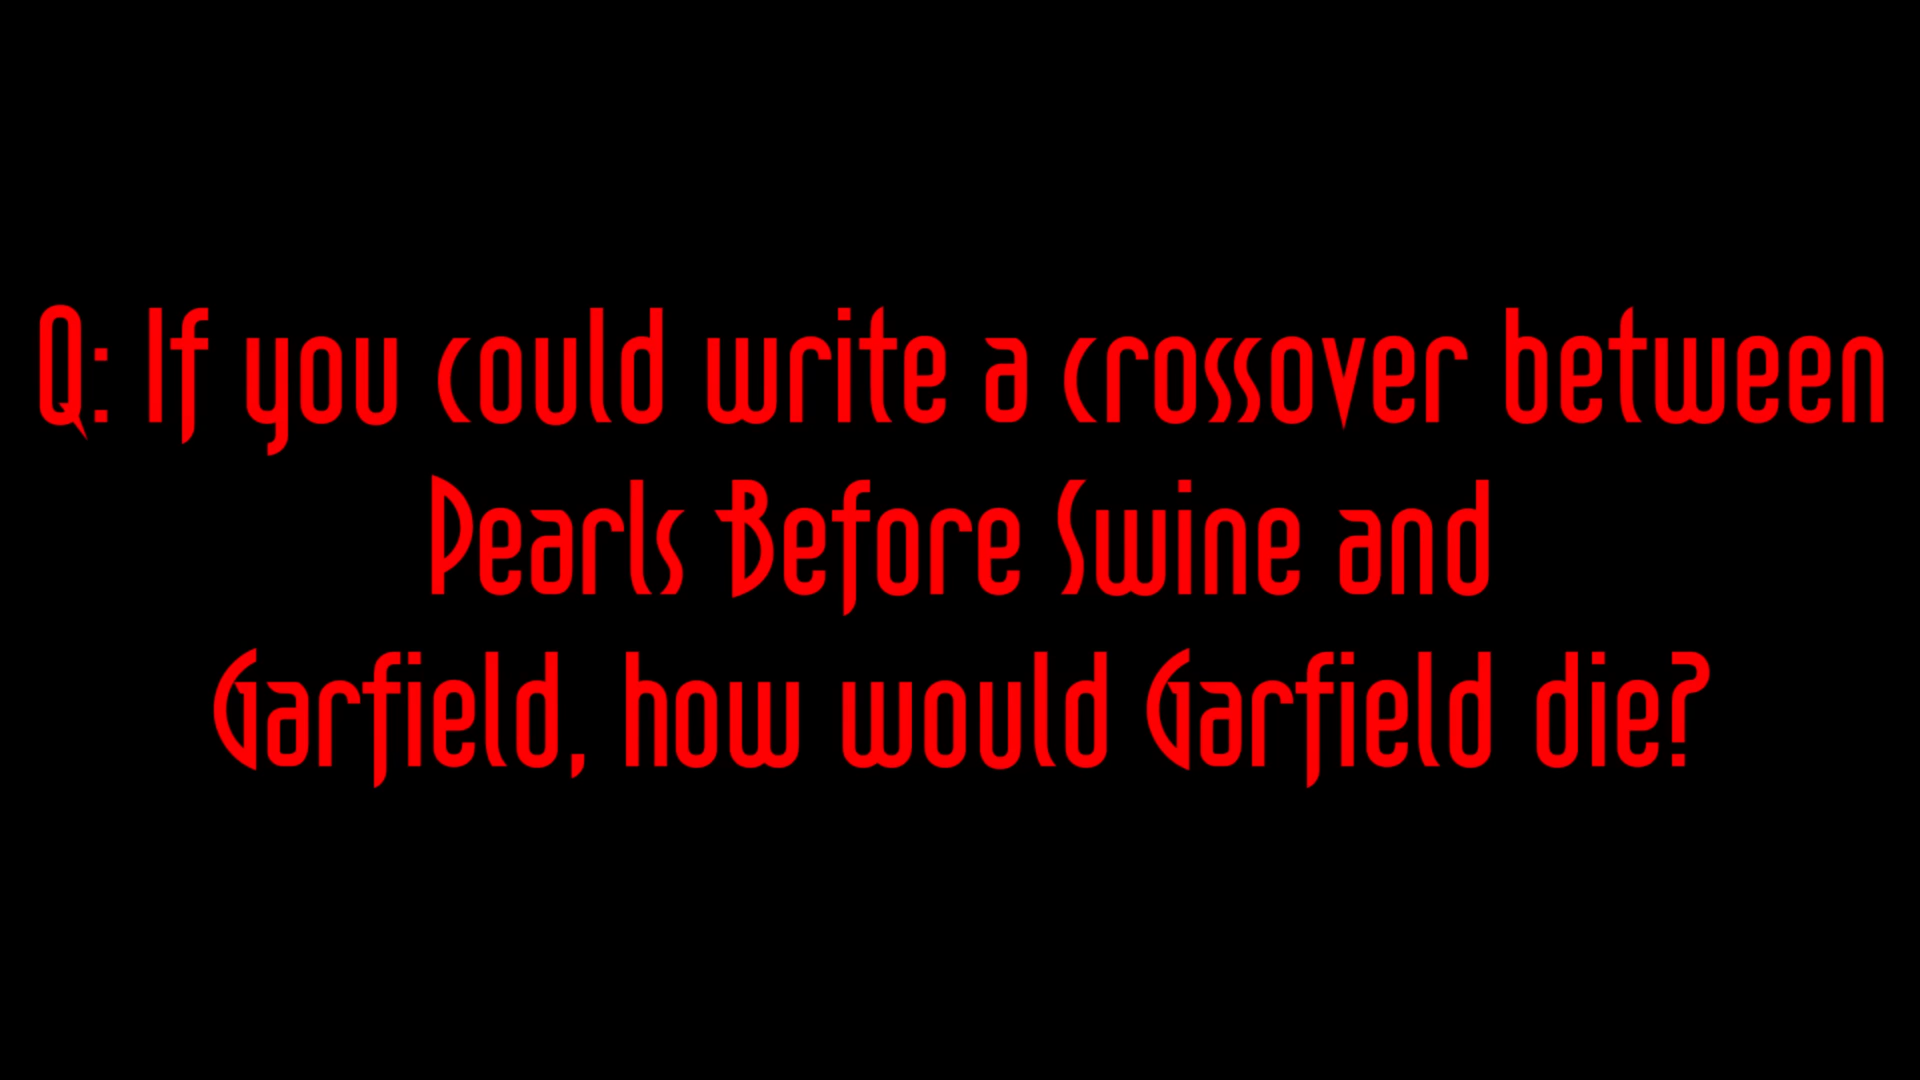 Q: If you could write a crossover between
Pearls Before Swine and
Garfield, how would Garfield die?